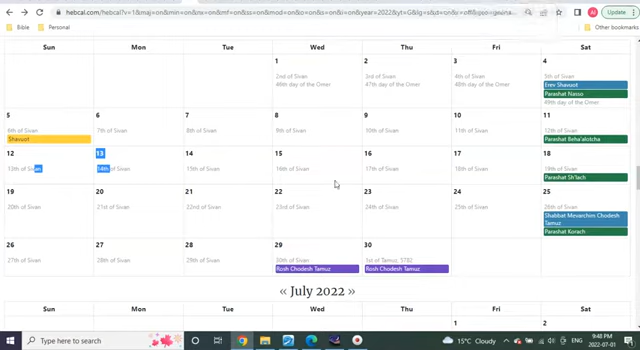 hebcal.com/hebcal?v=1&maj=on&min=on&nx=on&mf=on&ss=on&mod=on&o=on&s=on&i=on&year=2022&yt=G&lg=s&d=on&c=off&geo=
Update
Bible Personal Other bookmarks
Sun Mon Tue Wed Thu Fri Sat
1 2 3 4
2nd of Sivan 3rd of Sivan 4th of Sivan 5th of Sivan
46th day of the Omer 47th day of the Omer 48th day of the Omer Erev Shavuot
Parashat Nasso
49th day of the Omer
5 6 7 8 9 10 11
6th of Sivan 7th of Sivan 8th of Sivan 9th of Sivan 10th of Sivan 11th of Sivan 12th of Sivan
Shavuot Parashat Beha'alotcha
12 13 14 15 16 17 18
13th of Sivan 14th of Sivan 15th of Sivan 16th of Sivan 17th of Sivan 18th of Sivan 19th of Sivan
Parashat Sh'lach
19 20 21 22 23 24 25
20th of Sivan 21st of Sivan 22nd of Sivan 23rd of Sivan 24th of Sivan 25th of Sivan 26th of Sivan
Shabbat Mevarchim Chodesh
Tamuz
Parashat Korach
26 27 28 29 30
27th of Sivan 28th of Sivan 29th of Sivan 30th of Sivan 1st of Tamuz, 5782
Rosh Chodesh Tamuz Rosh Chodesh Tamuz
« July 2022 »
Sun Mon Tue Wed Thu Fri Sat
1 2
Type here to search
15°C Cloudy
9:48 PM
2022-07-01